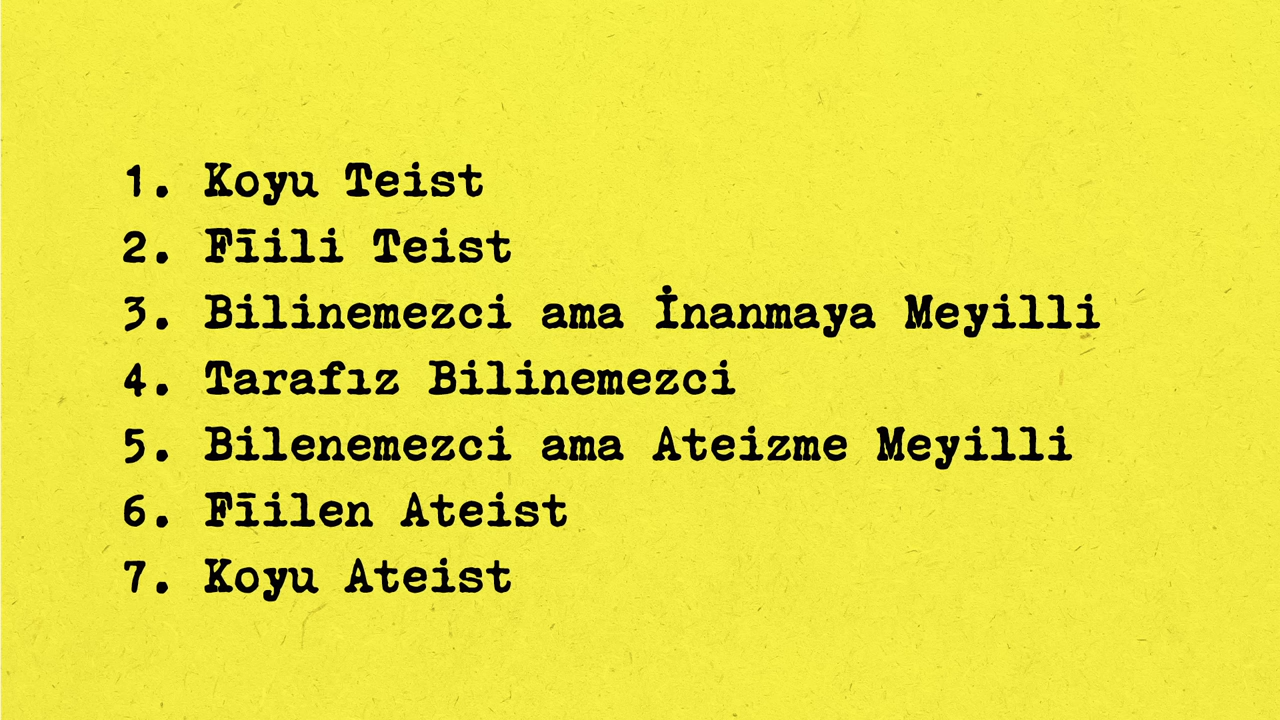 1. Koyu Teist
2. Fīili Teist
3. Bilinemezci ama İnanmaya Meyilli
4. Tarafız Bilinemezci
5. Bilenemezci ama Ateizme Meyilli
6. Fīilen Ateist
7. Koyu Ateist